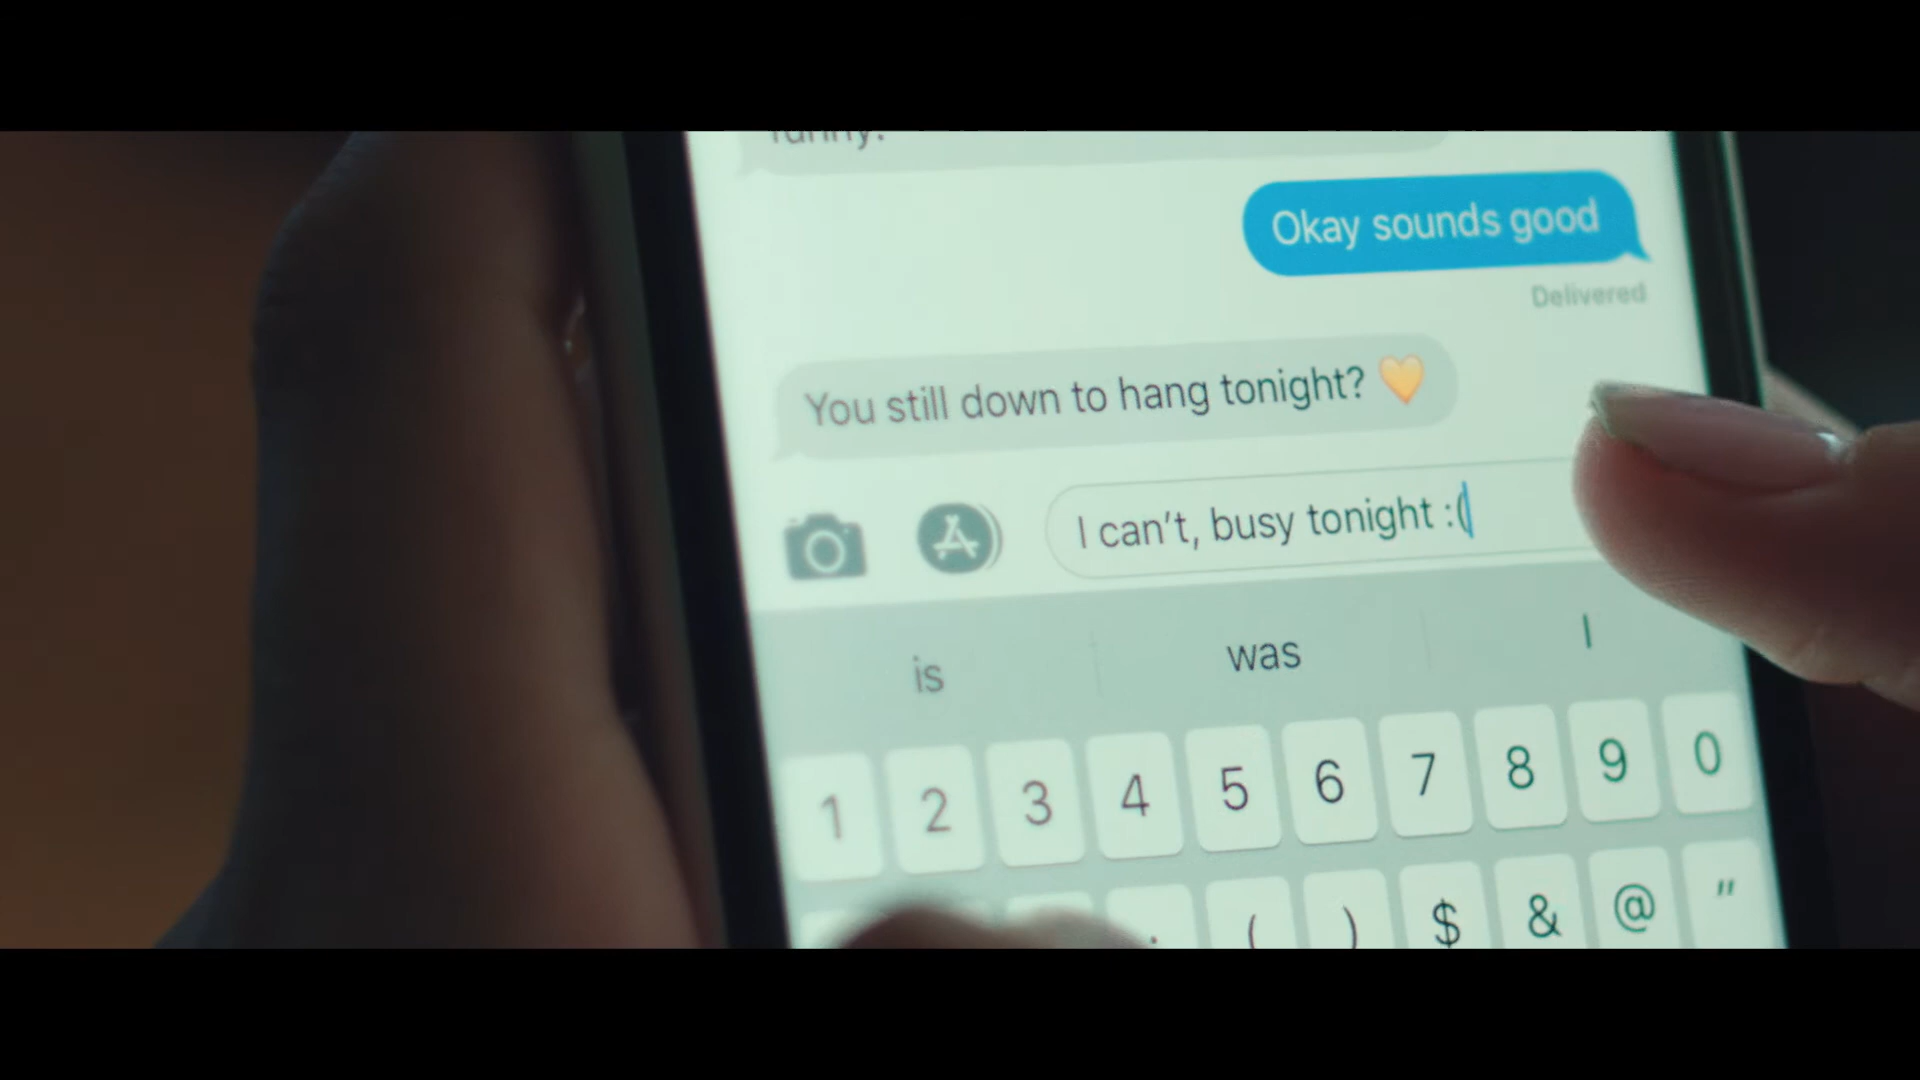 funny.
Okay sounds good
Delivered
You still down to hang tonight? 💛
I can't, busy tonight :(
is was I
1 2 3 4 5 6 7 8 9 0
( ) $ & @ "